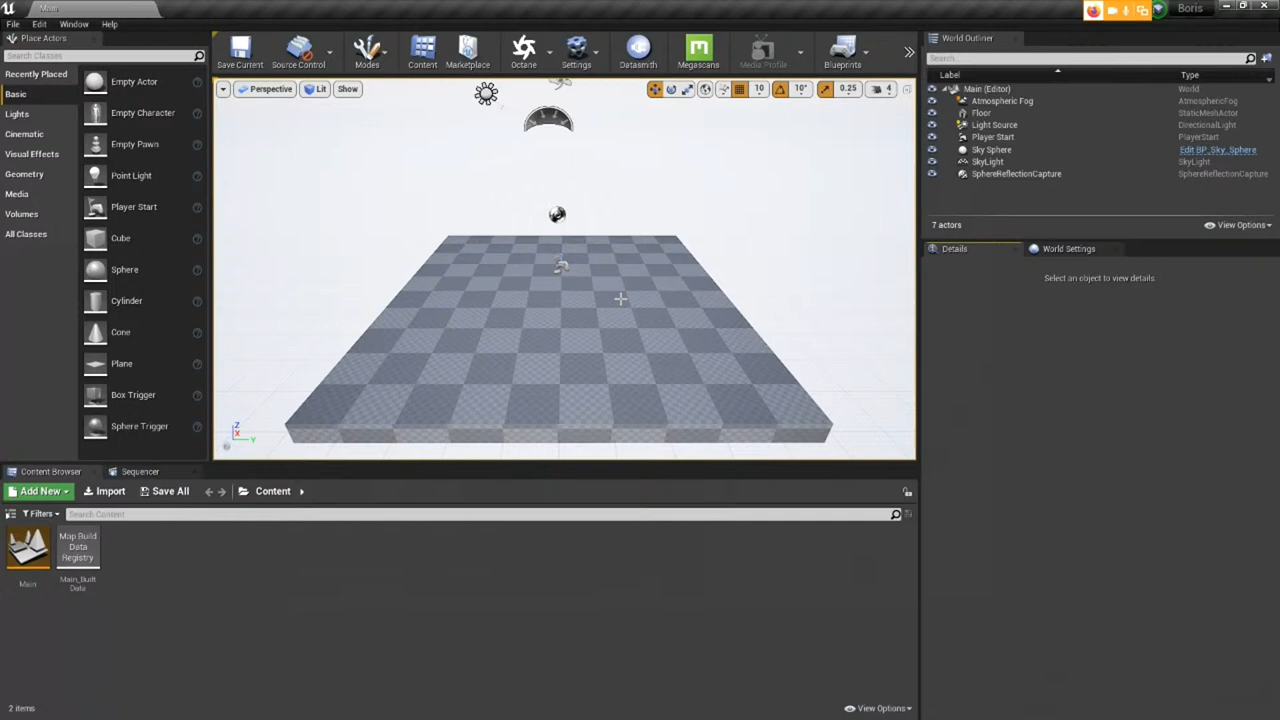 Main
Boris
File Edit Window Help
Place Actors
Search Classes
Recently Placed
Basic
Lights
Cinematic
Visual Effects
Geometry
Media
Volumes
All Classes
Empty Actor
Empty Character
Empty Pawn
Point Light
Player Start
Cube
Sphere
Cylinder
Cone
Plane
Box Trigger
Sphere Trigger
Save Current Source Control Modes Content Marketplace Octane Settings Datasmith Megascans Media Profile Blueprints
Perspective Lit Show 10 10° 0.25 4
Z
X
Y
World Outliner
Search...
Label Type
Main (Editor) World
Atmospheric Fog AtmosphericFog
Floor StaticMeshActor
Light Source DirectionalLight
Player Start PlayerStart
Sky Sphere Edit BP_Sky_Sphere
SkyLight SkyLight
SphereReflectionCapture SphereReflectionCapture
7 actors View Options
Details World Settings
Select an object to view details.
Content Browser Sequencer
Add New Import Save All Content
Filters Search Content
Map Build
Data
Registry
Main
Main_Built
Data
2 items View Options